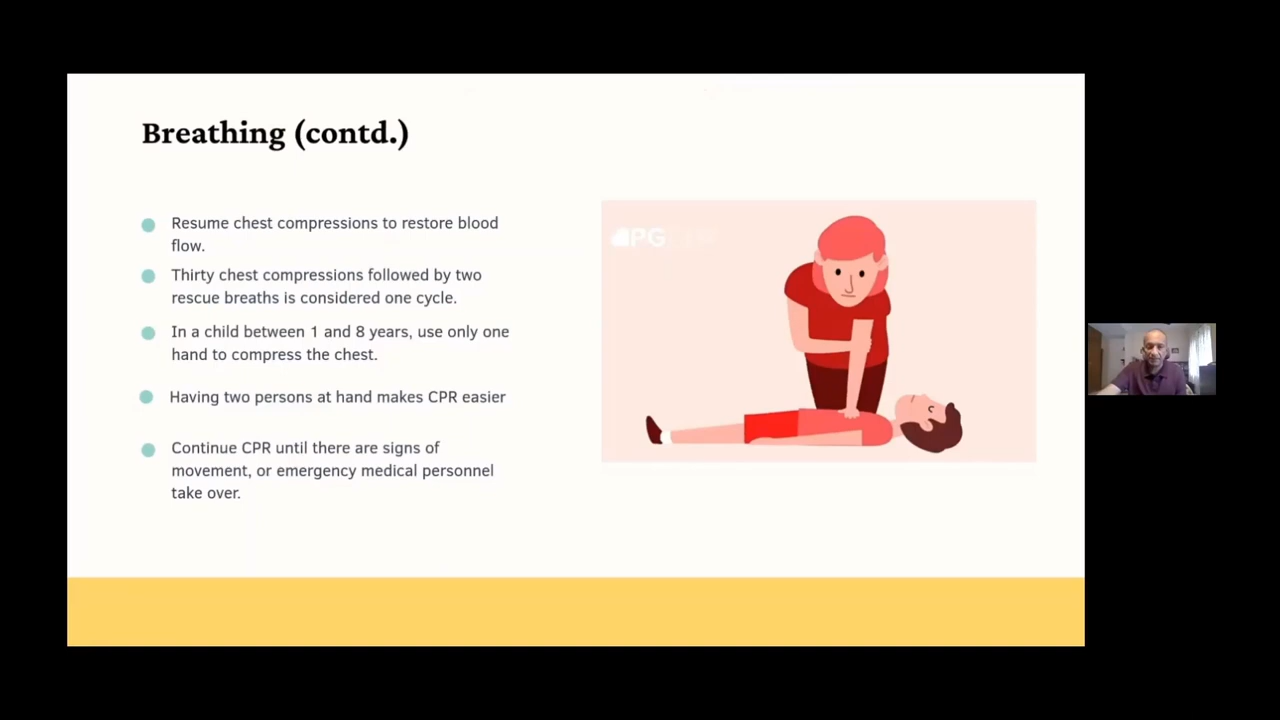 Breathing (contd.)
Resume chest compressions to restore blood
flow.
Thirty chest compressions followed by two
rescue breaths is considered one cycle.
In a child between 1 and 8 years, use only one
hand to compress the chest.
Having two persons at hand makes CPR easier
Continue CPR until there are signs of
movement, or emergency medical personnel
take over.
PG